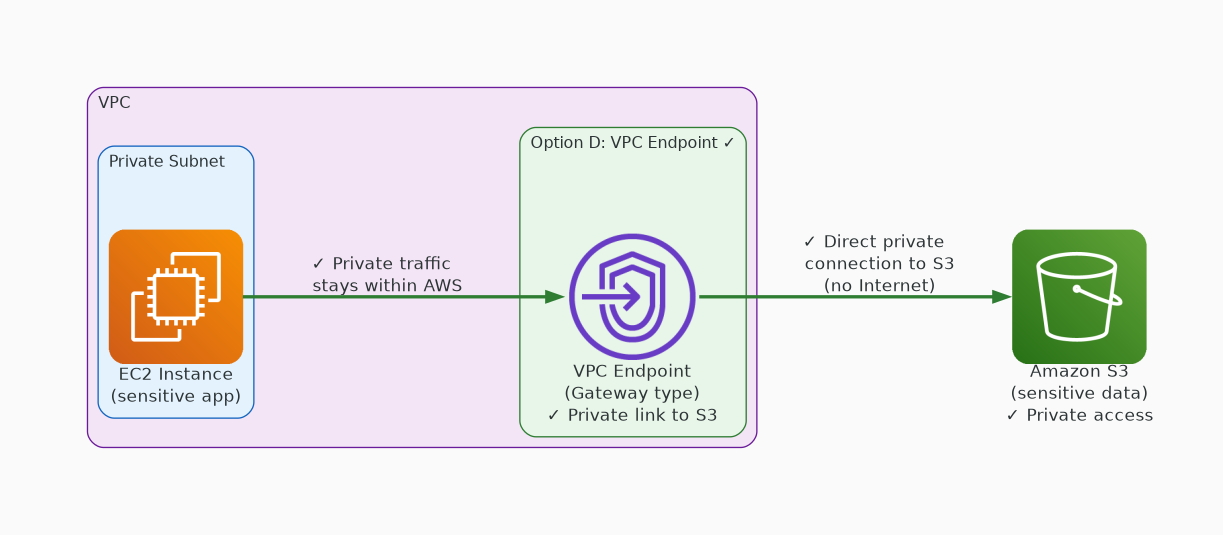 VPC
Option D: VPC Endpoint ✓
Private Subnet
✓ Private traffic
stays within AWS
✓ Direct private
connection to S3
(no Internet)
EC2 Instance
(sensitive app)
VPC Endpoint
(Gateway type)
✓ Private link to S3
Amazon S3
(sensitive data)
✓ Private access